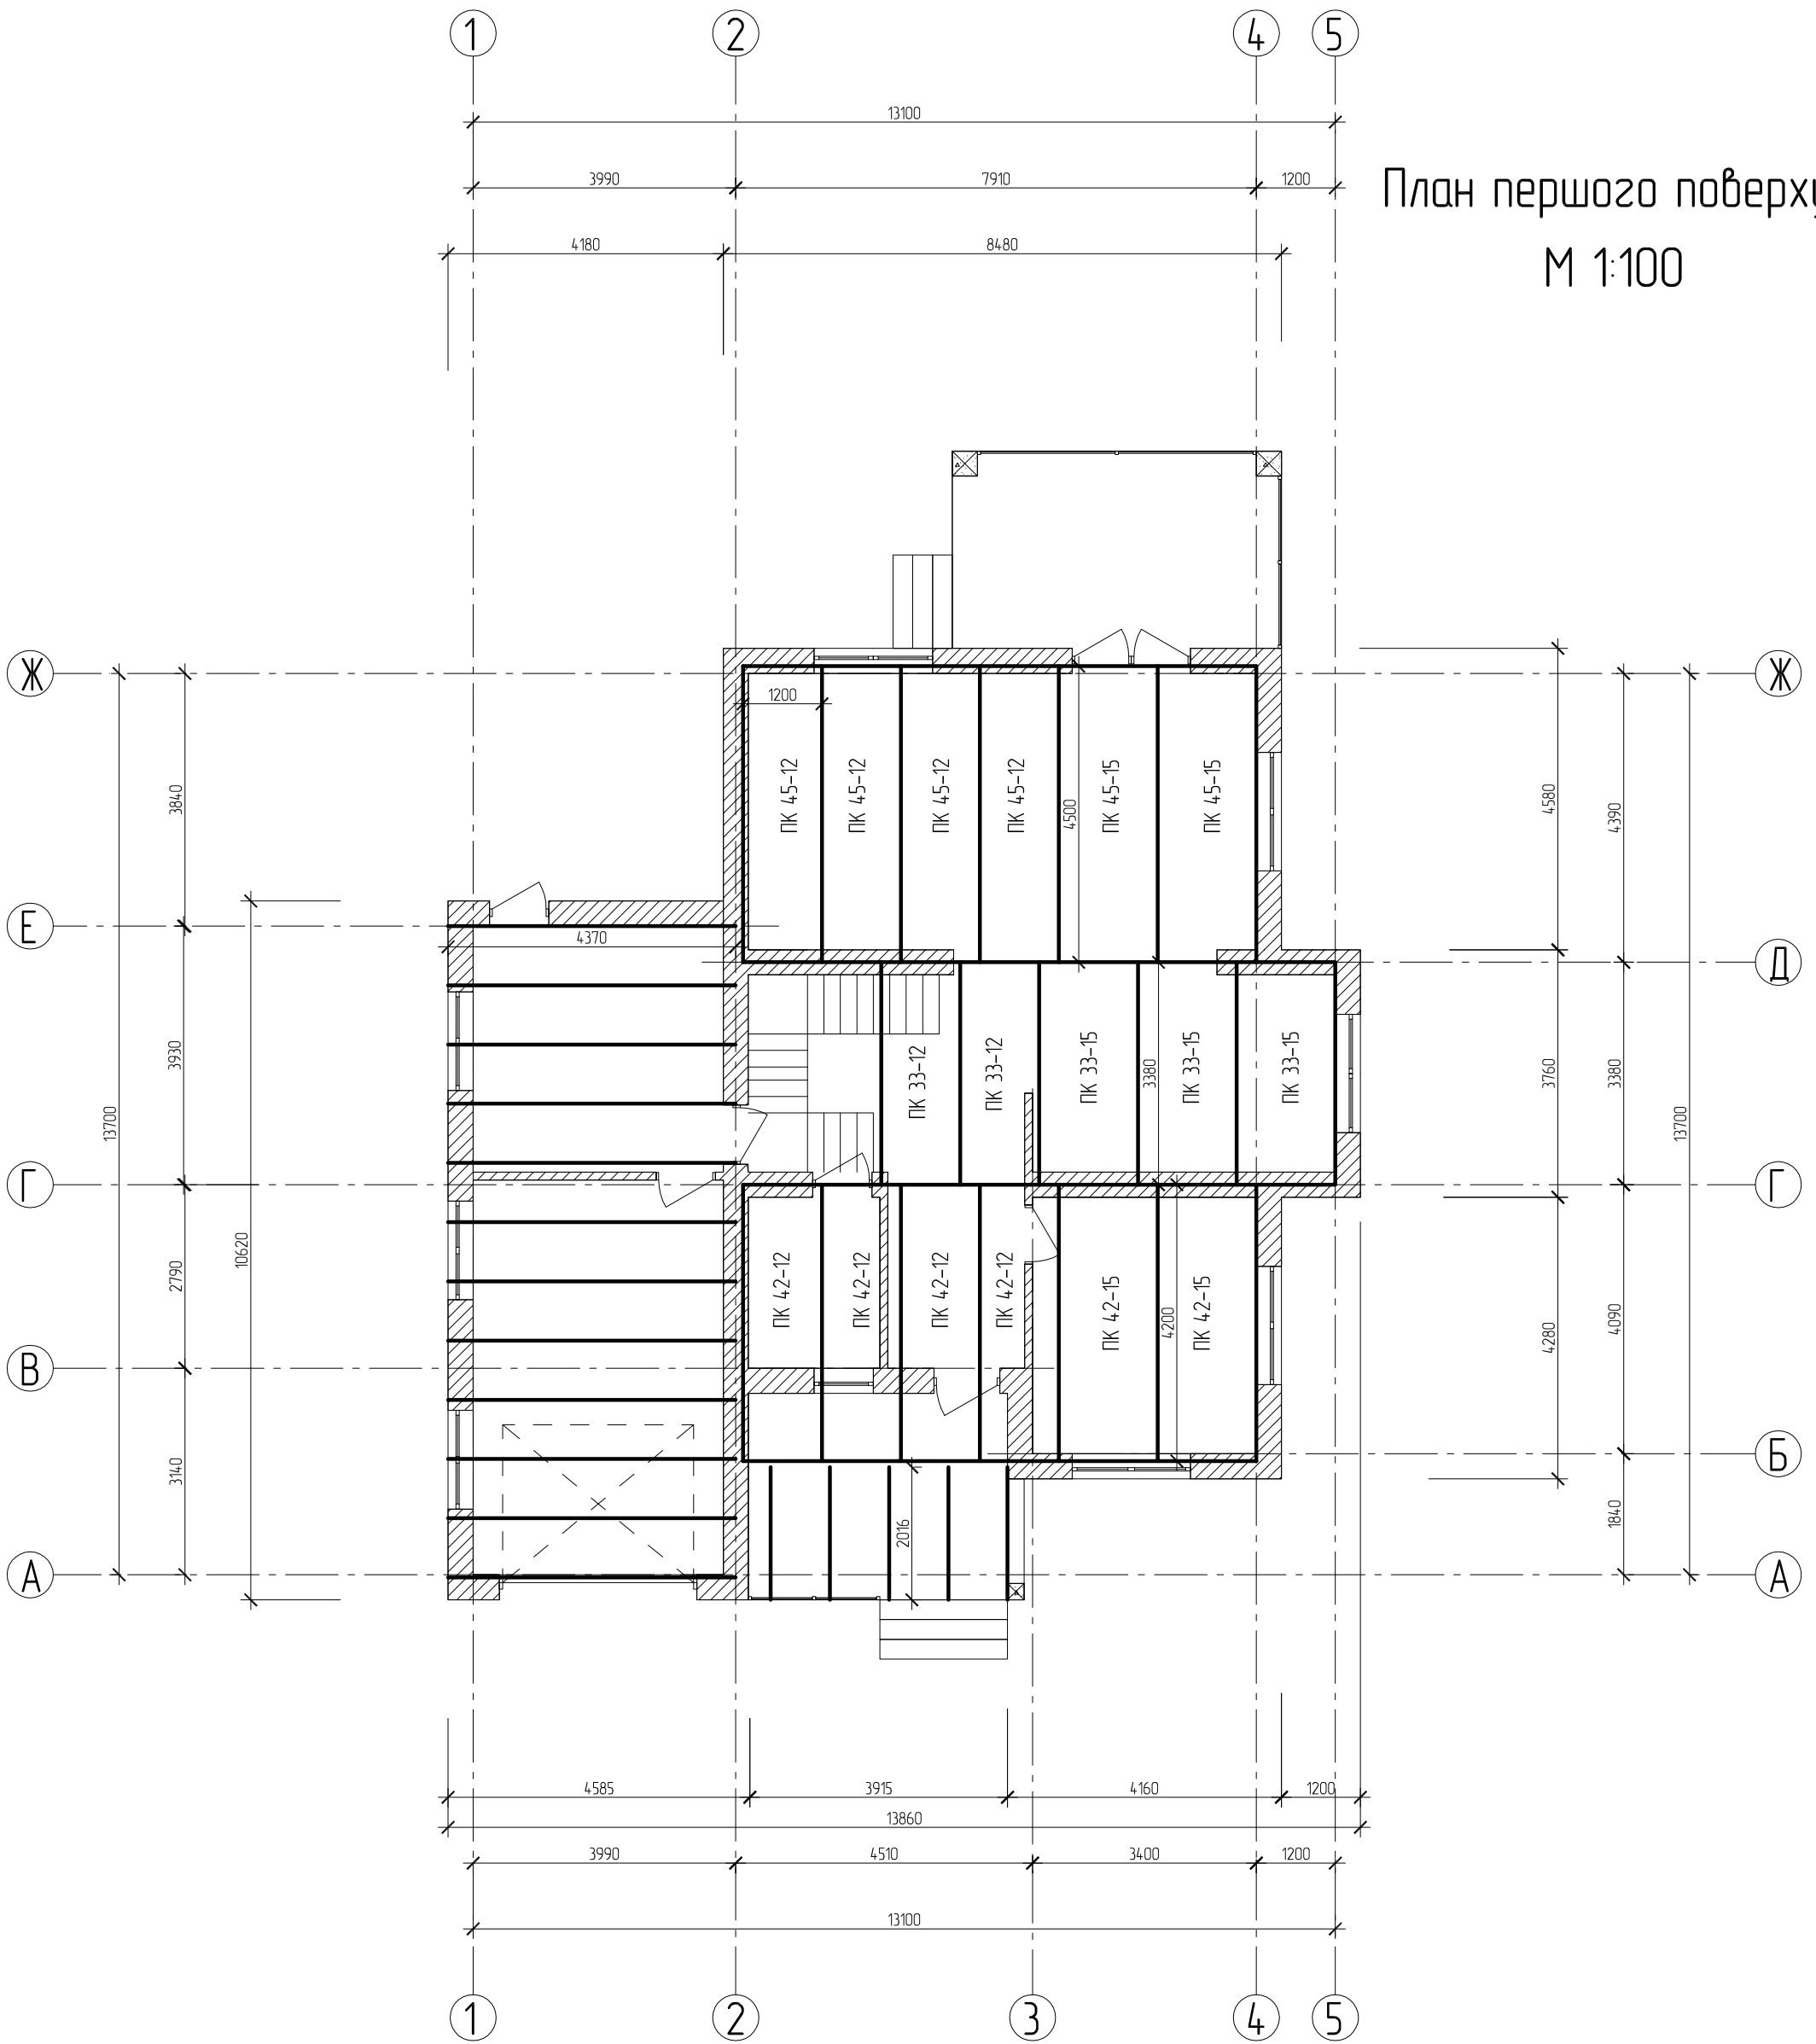 1 2 4 5
13100
3990 7910 1200
План першого поверху
4180 8480
М 1:100
Ж Ж
1200
3840
ПК 45-12 ПК 45-12 ПК 45-12 ПК 45-12 ПК 45-15 ПК 45-15
4500
4580
4390
Е
4370
Д
3930
ПК 33-12 ПК 33-12 ПК 33-15 ПК 33-15 ПК 33-15
3380
3760
3380
13700
13700
Г Г
10620
2790
ПК 42-12 ПК 42-12 ПК 42-12 ПК 42-12 ПК 42-15 ПК 42-15
4200
4280
4090
В
Б
3140
2016
1840
А А
4585 3915 4160 1200
13860
3990 4510 3400 1200
13100
1 2 3 4 5